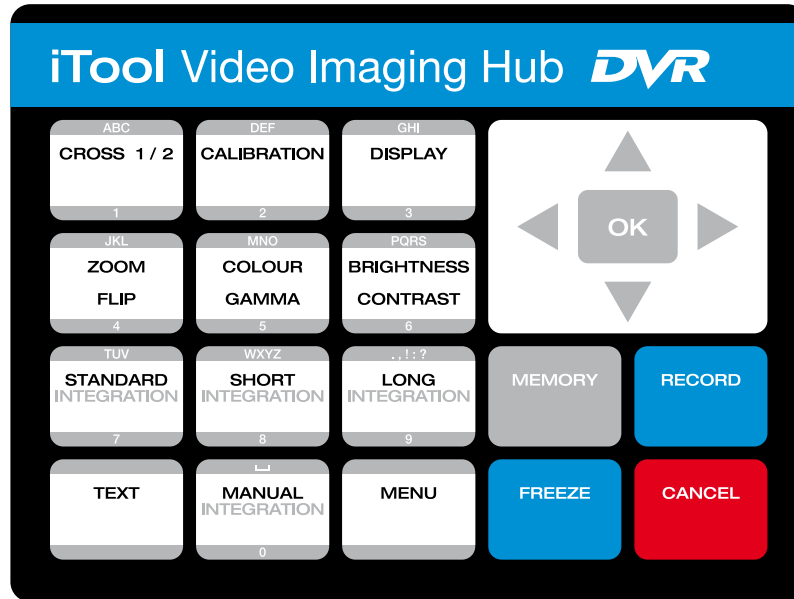 iTool Video Imaging Hub DVR
ABC
CROSS 1 / 2
1
DEF
CALIBRATION
2
GHI
DISPLAY
3
OK
JKL
ZOOM
FLIP
4
MNO
COLOUR
GAMMA
5
PQRS
BRIGHTNESS
CONTRAST
6
TUV
STANDARD
INTEGRATION
7
WXYZ
SHORT
INTEGRATION
8
. , ! : ?
LONG
INTEGRATION
9
MEMORY
RECORD
TEXT
MANUAL
INTEGRATION
0
MENU
FREEZE
CANCEL